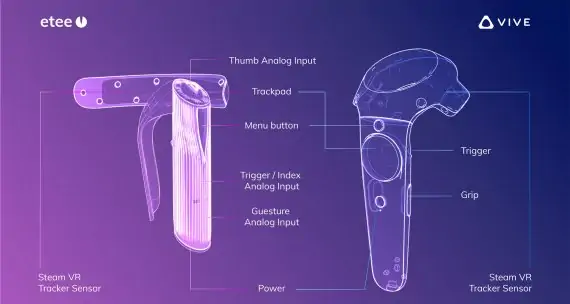 etee
VIVE
Thumb Analog Input
Trackpad
Menu button
Trigger / Index
Analog Input
Guesture
Analog Input
Power
Trigger
Grip
Steam VR
Tracker Sensor
Steam VR
Tracker Sensor